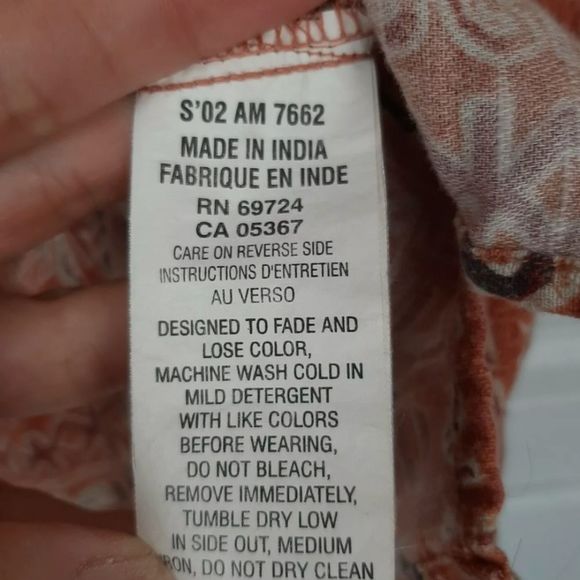 S'02 AM 7662
MADE IN INDIA
FABRIQUE EN INDE
RN 69724
CA 05367
CARE ON REVERSE SIDE
INSTRUCTIONS D'ENTRETIEN
AU VERSO
DESIGNED TO FADE AND
LOSE COLOR,
MACHINE WASH COLD IN
MILD DETERGENT
WITH LIKE COLORS
BEFORE WEARING,
DO NOT BLEACH,
REMOVE IMMEDIATELY,
TUMBLE DRY LOW
IN SIDE OUT, MEDIUM
IRON, DO NOT DRY CLEAN